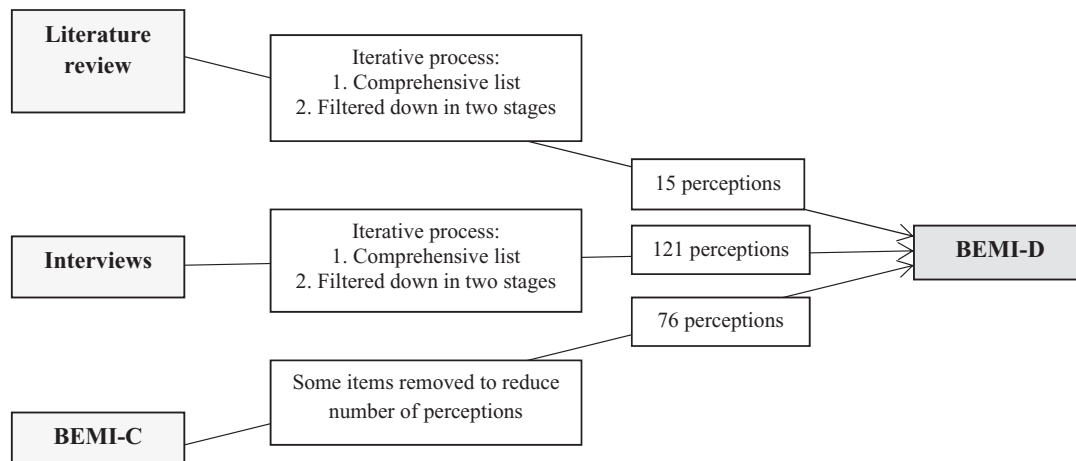 Literature
review
Iterative process:
1. Comprehensive list
2. Filtered down in two stages
15 perceptions
Interviews
Iterative process:
1. Comprehensive list
2. Filtered down in two stages
121 perceptions
BEMI-D
76 perceptions
BEMI-C
Some items removed to reduce
number of perceptions